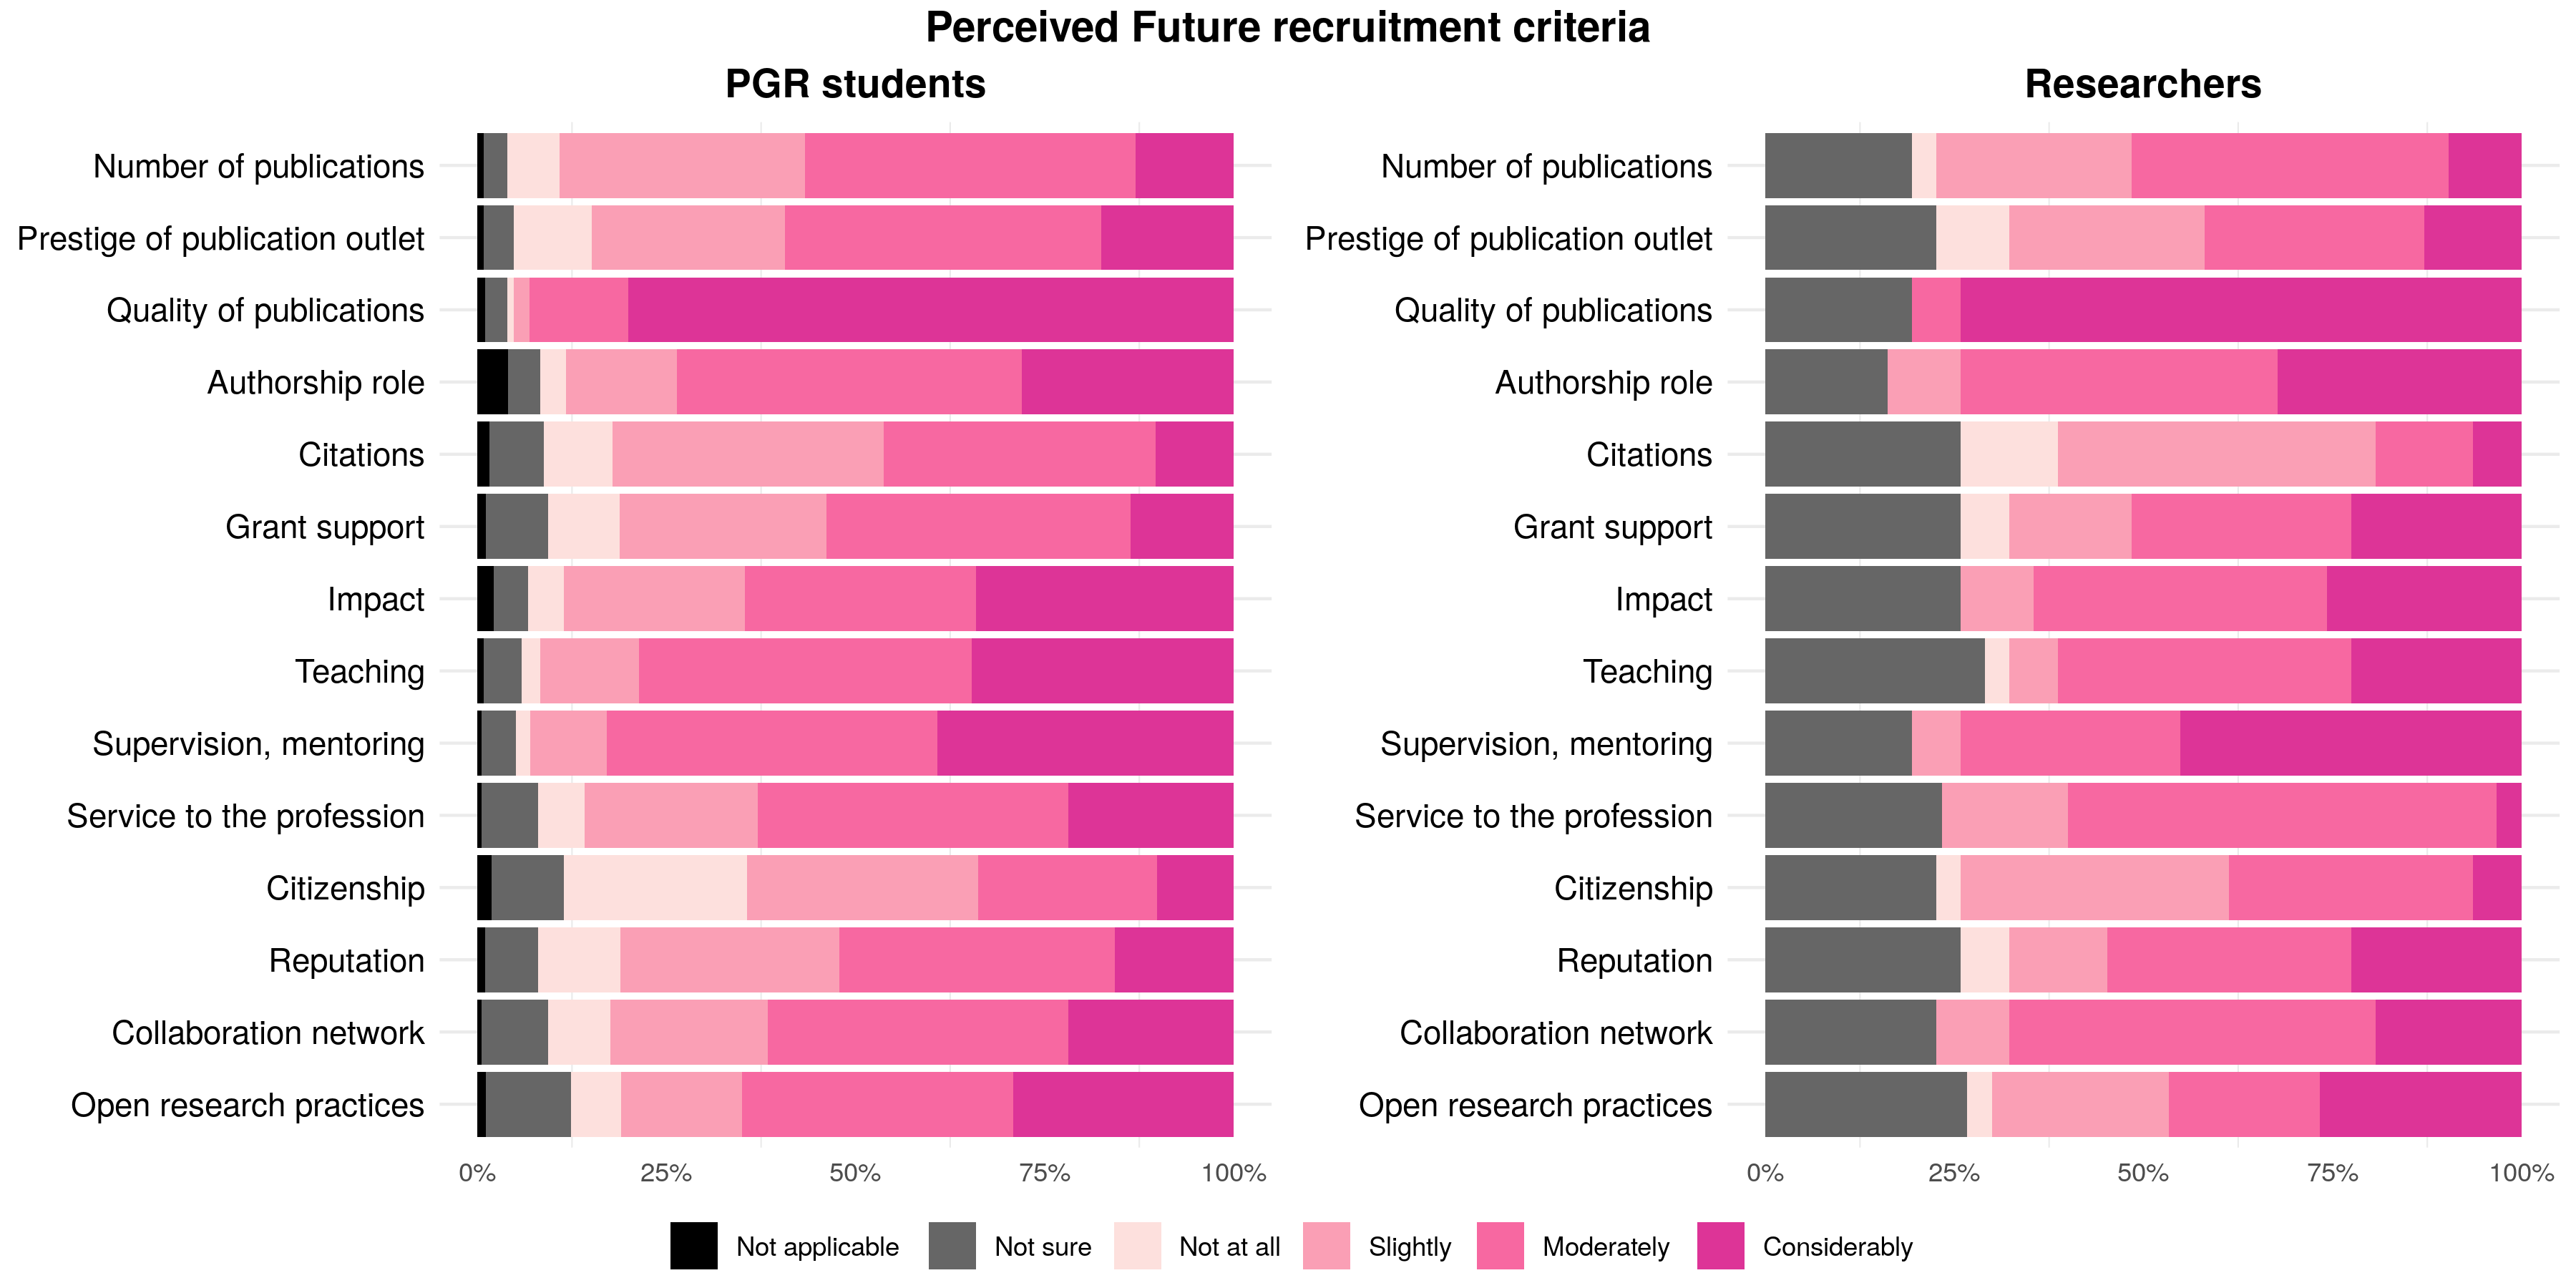 Perceived Future recruitment criteria
PGR students
Number of publications
Prestige of publication outlet
Quality of publications
Authorship role
Citations
Grant support
Impact
Teaching
Supervision, mentoring
Service to the profession
Citizenship
Reputation
Collaboration network
Open research practices
0% 25% 50% 75% 100%
Researchers
Number of publications
Prestige of publication outlet
Quality of publications
Authorship role
Citations
Grant support
Impact
Teaching
Supervision, mentoring
Service to the profession
Citizenship
Reputation
Collaboration network
Open research practices
0% 25% 50% 75% 100%
Not applicable Not sure Not at all Slightly Moderately Considerably